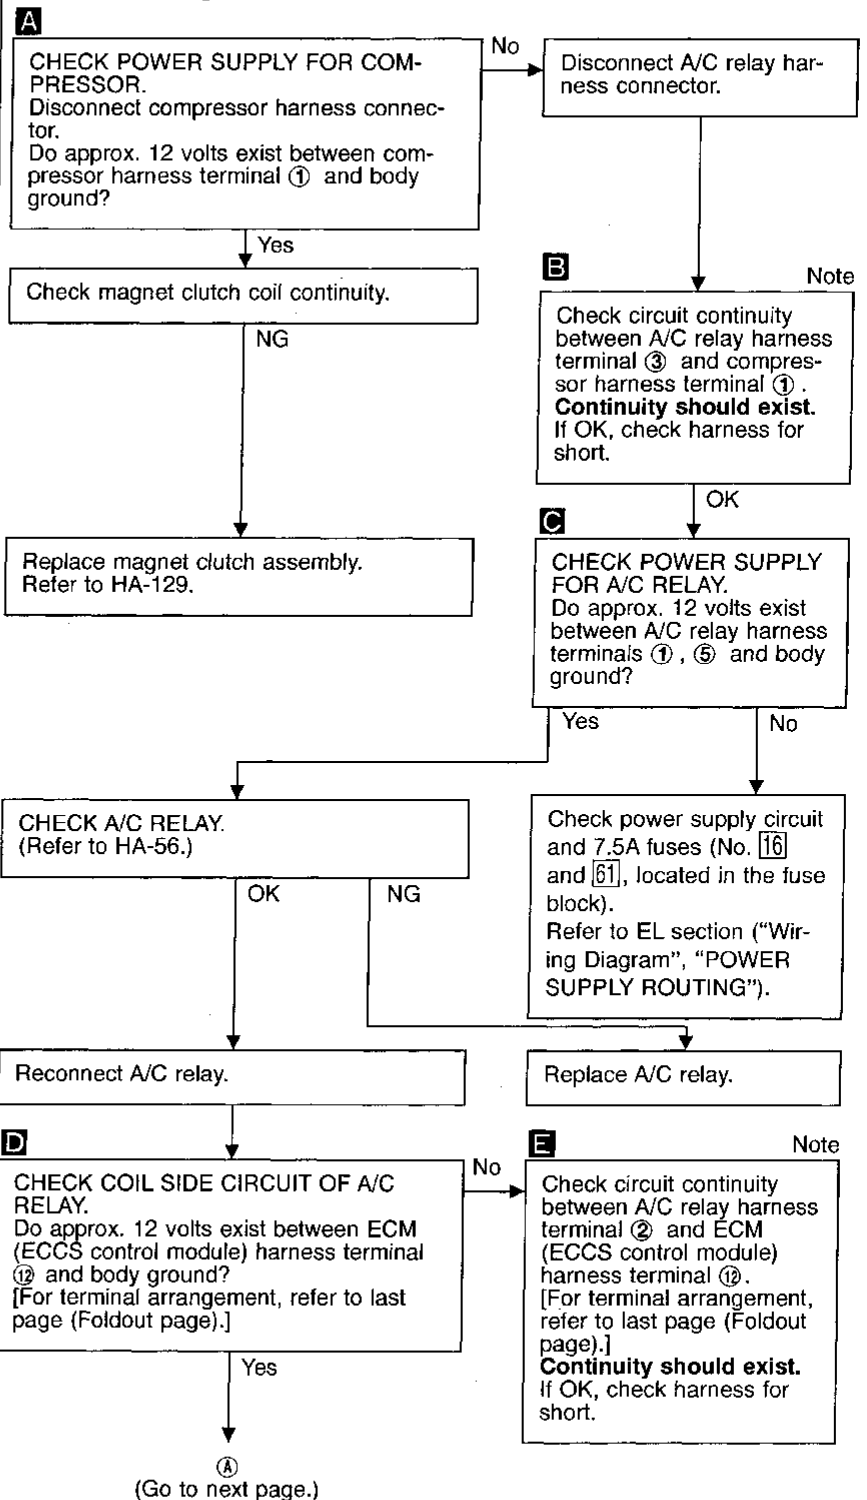 A
CHECK POWER SUPPLY FOR COM-
PRESSOR.
Disconnect compressor harness connec-
tor.
Do approx. 12 volts exist between com-
pressor harness terminal ① and body
ground?
No
Disconnect A/C relay har-
ness connector.
Yes
Check magnet clutch coil continuity.
NG
Replace magnet clutch assembly.
Refer to HA-129.
B
Note
Check circuit continuity
between A/C relay harness
terminal ③ and compres-
sor harness terminal ①.
Continuity should exist.
If OK, check harness for
short.
OK
C
CHECK POWER SUPPLY
FOR A/C RELAY.
Do approx. 12 volts exist
between A/C relay harness
terminals ①, ⑤ and body
ground?
Yes
No
CHECK A/C RELAY.
(Refer to HA-56.)
Check power supply circuit
and 7.5A fuses (No. 16
and 61, located in the fuse
block).
Refer to EL section (“Wir-
ing Diagram”, “POWER
SUPPLY ROUTING”).
OK
NG
Reconnect A/C relay.
Replace A/C relay.
D
CHECK COIL SIDE CIRCUIT OF A/C
RELAY.
Do approx. 12 volts exist between ECM
(ECCS control module) harness terminal
⑫ and body ground?
[For terminal arrangement, refer to last
page (Foldout page).]
No
E
Note
Check circuit continuity
between A/C relay harness
terminal ② and ECM
(ECCS control module)
harness terminal ⑫.
[For terminal arrangement,
refer to last page (Foldout
page).]
Continuity should exist.
If OK, check harness for
short.
Yes
Ⓐ
(Go to next page.)